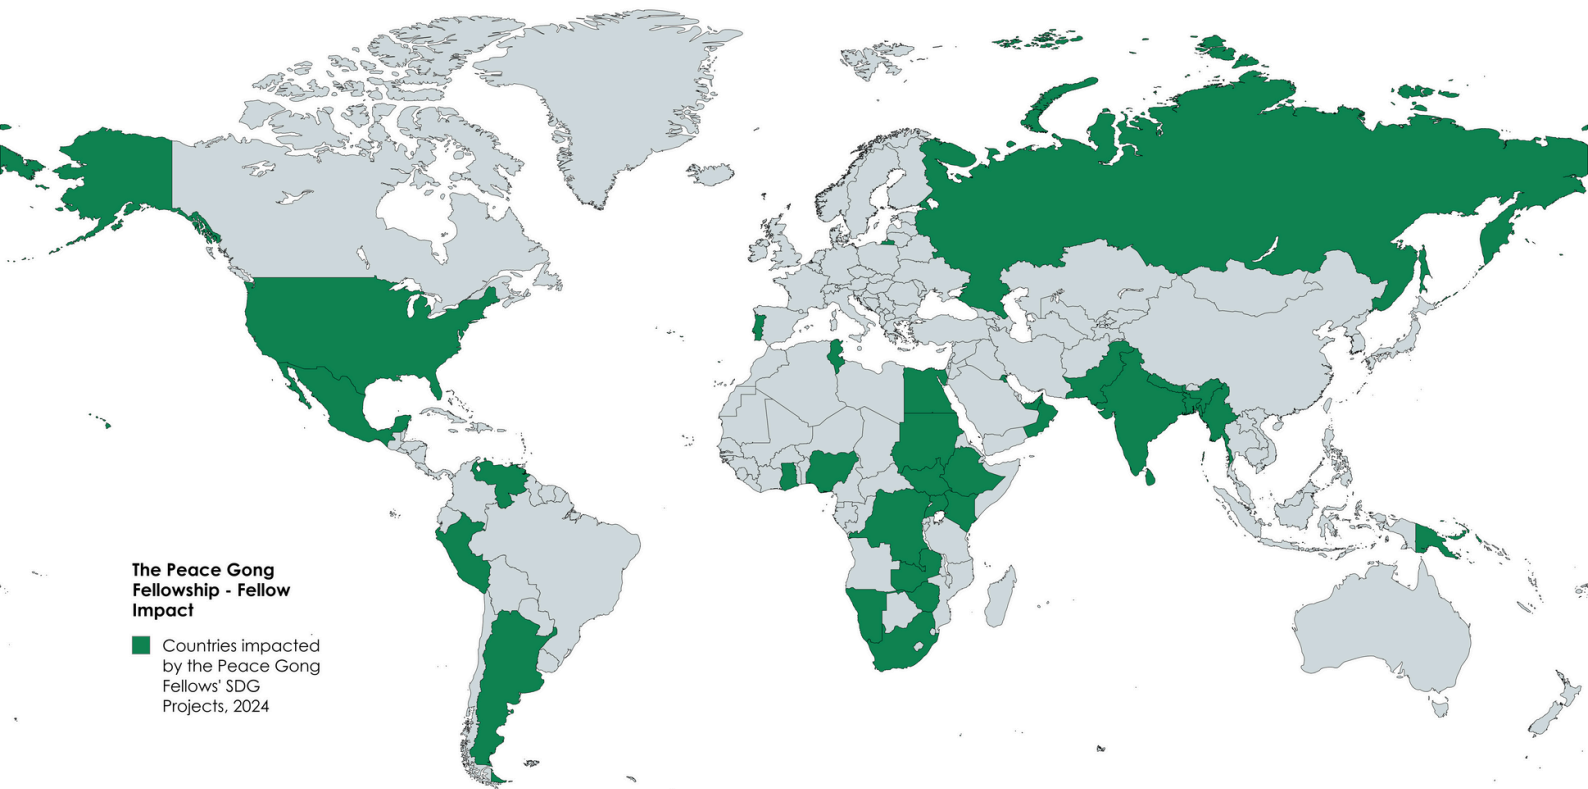 The Peace Gong
Fellowship - Fellow
Impact
Countries impacted
by the Peace Gong
Fellows' SDG
Projects, 2024